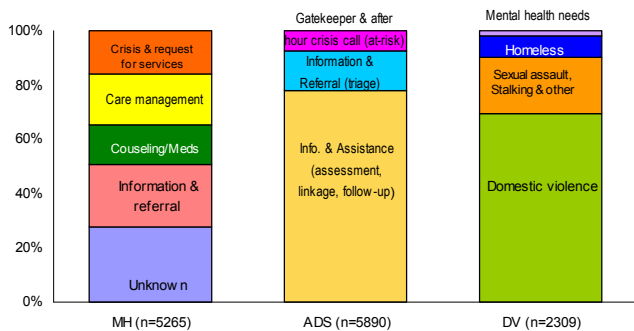 Gatekeeper & after
hour crisis call (at-risk)
Mental health needs
100%
80%
60%
40%
20%
0%
Crisis & request
for services
Care management
Couseling/Meds
Information &
referral
Unknow n
Information &
Referral (triage)
Info. & Assistance
(assessment,
linkage, follow-up)
Homeless
Sexual assault,
Stalking & other
Domestic violence
MH (n=5265)
ADS (n=5890)
DV (n=2309)